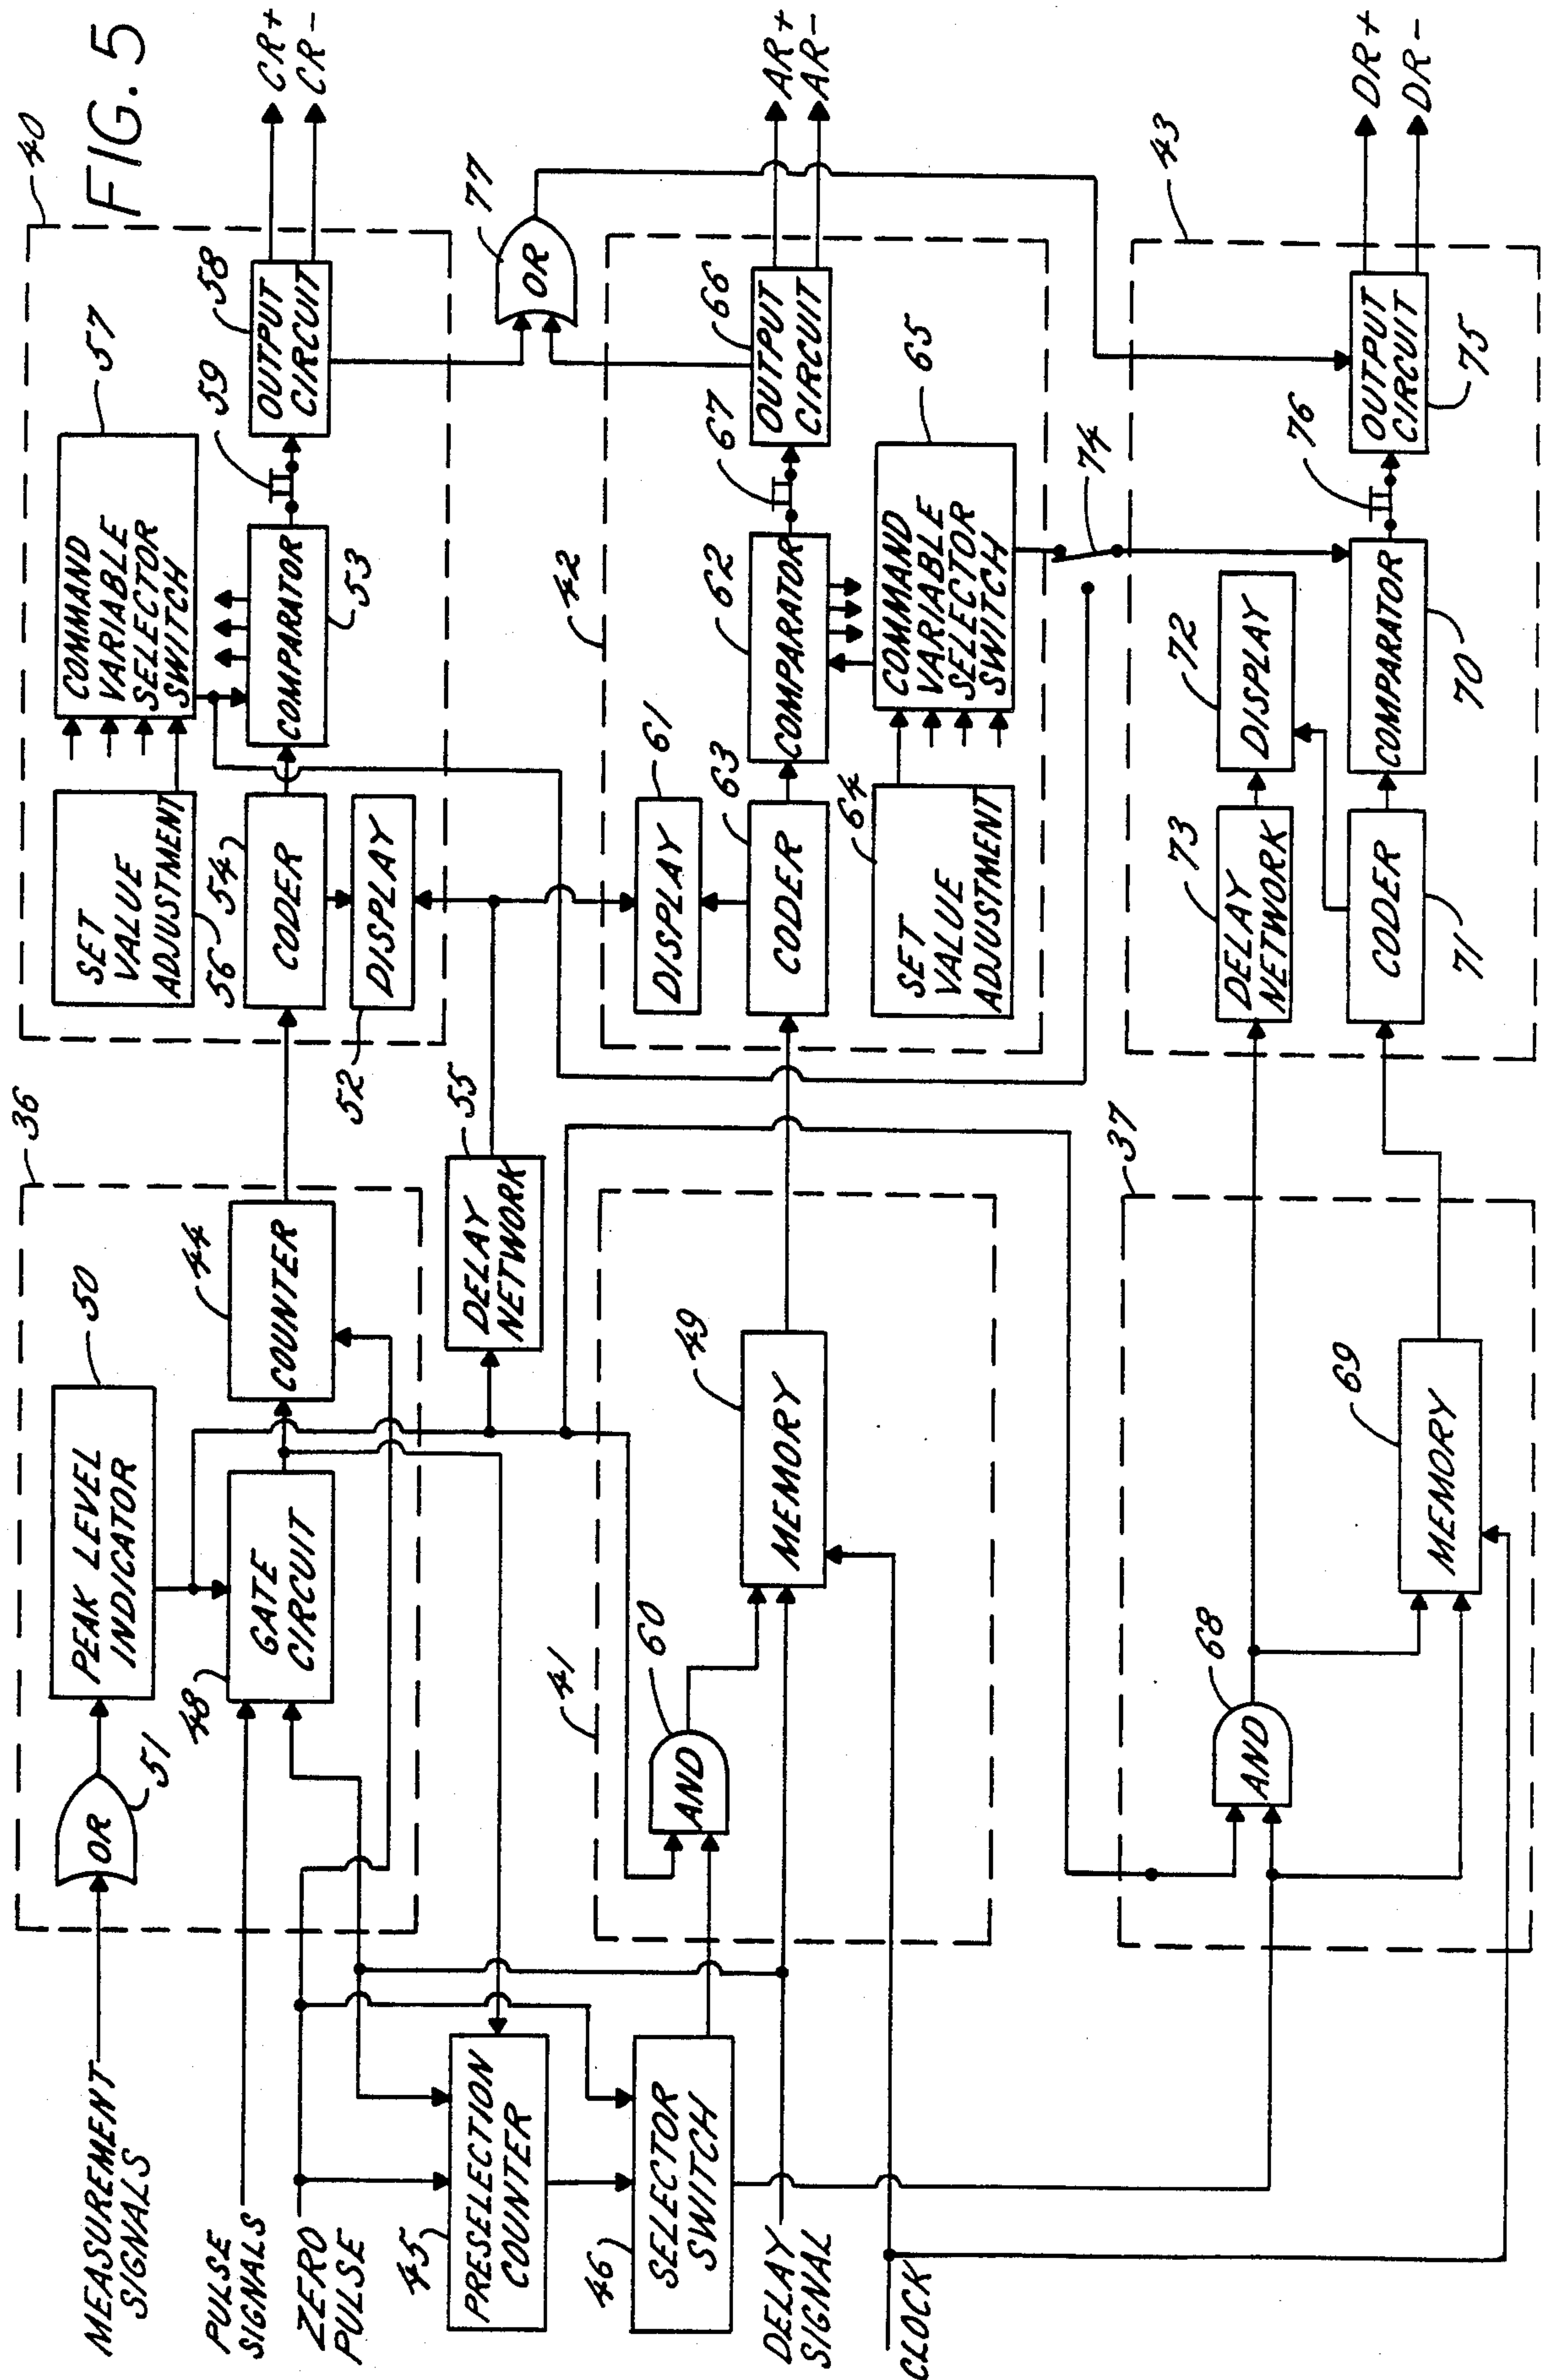 FIG. 5
MEASUREMENT
SIGNALS
PULSE
SIGNALS
ZERO
PULSE
DELAY
SIGNAL
CLOCK
36
OR
51
PEAK LEVEL
INDICATOR
50
48
GATE
CIRCUIT
44
COUNTER
45
PRESELECTION
COUNTER
46
SELECTOR
SWITCH
55
DELAY
NETWORK
41
AND
60
49
MEMORY
37
AND
68
69
MEMORY
40
SET
VALUE
ADJUSTMENT
56
COMMAND
VARIABLE
SELECTOR
SWITCH
57
54
CODER
DISPLAY
52
COMPARATOR
53
59
OUTPUT
CIRCUIT
58
CR+
CR-
OR
77
42
DISPLAY
61
CODER
63
SET
VALUE
ADJUSTMENT
64
COMPARATOR
62
COMMAND
VARIABLE
SELECTOR
SWITCH
65
67
OUTPUT
CIRCUIT
66
AR+
AR-
74
43
DELAY
NETWORK
73
DISPLAY
72
CODER
71
COMPARATOR
70
76
OUTPUT
CIRCUIT
75
DR+
DR-